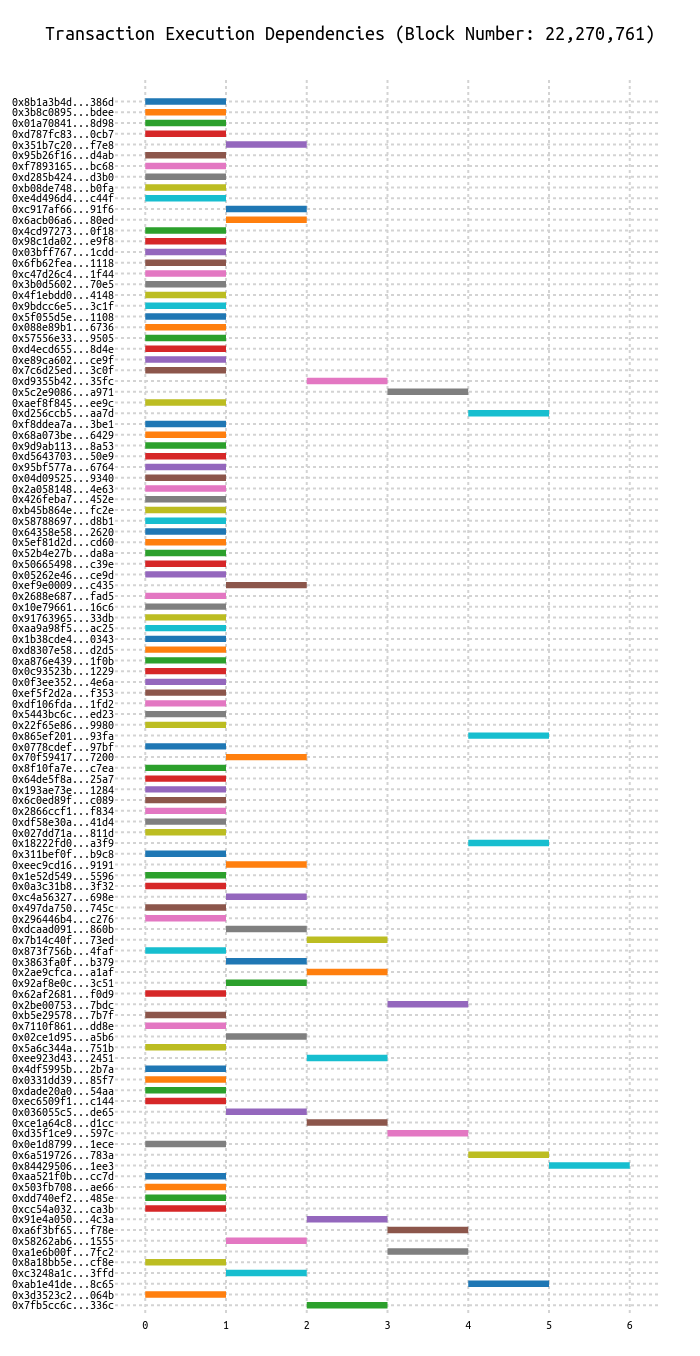 Transaction Execution Dependencies (Block Number: 22,270,761)
0x8b1a3b4d...386d
0x3b8c0895...bdee
0x01a70841...8d98
0xd787fc83...0cb7
0x351b7c20...f7e8
0x95b26f16...d4ab
0xf7893165...bc68
0xd285b424...d3b0
0xb08de748...b0fa
0xe4d496d4...c44f
0xc917af66...91f6
0x6acb06a6...80ed
0x4cd97273...0f18
0x98c1da02...e9f8
0x03bff767...1cdd
0x6fb62fea...1118
0xc47d26c4...1f44
0x3b0d5602...70e5
0x4f1ebdd0...4148
0x9bdcc6e5...3c1f
0x5f055d5e...1108
0x088e89b1...6736
0x57556e33...9505
0xd4ecd655...8d4e
0xe89ca602...ce9f
0x7c6d25ed...3c0f
0xd9355b42...35fc
0x5c2e9086...a971
0xaef8f845...ee9c
0xd256ccb5...aa7d
0xf8ddea7a...3be1
0x68a073be...6429
0x9d9ab113...8a53
0xd5643703...50e9
0x95bf577a...6764
0x04d09525...9340
0x2a058148...4e63
0x426feba7...452e
0xb45b864e...fc2e
0x58788697...d8b1
0x64358e58...2620
0x5ef81d2d...cd60
0x52b4e27b...da8a
0x50665498...c39e
0x05262e46...ce9d
0xef9e0009...c435
0x2688e687...fad5
0x10e79661...16c6
0x91763965...33db
0xaa9a98f5...ac25
0x1b38cde4...0343
0xd8307e58...d2d5
0xa876e439...1f0b
0x0c93523b...1229
0x0f3ee352...4e6a
0xef5f2d2a...f353
0xdf106fda...1fd2
0x5443bc6c...ed23
0x22f65e86...9980
0x865ef201...93fa
0x0778cdef...97bf
0x70f59417...7200
0x8f10fa7e...c7ea
0x64de5f8a...25a7
0x193ae73e...1284
0x6c0ed89f...c089
0x2866ccf1...f834
0xdf58e30a...41d4
0x027dd71a...811d
0x18222fd0...a3f9
0x311bef0f...b9c8
0xeec9cd16...9191
0x1e52d549...5596
0x0a3c31b8...3f32
0xc4a56327...698e
0x497da750...745c
0x296446b4...c276
0xdcaad091...860b
0x7b14c40f...73ed
0x873f756b...4faf
0x3863fa0f...b379
0x2ae9cfca...a1af
0x92af8e0c...3c51
0x62af2681...f0d9
0x2be00753...7bdc
0xb5e29578...7b7f
0x7110f861...dd8e
0x02ce1d95...a5b6
0x5a6c344a...751b
0xee923d43...2451
0x4df5995b...2b7a
0x0331dd39...85f7
0xdade20a0...54aa
0xec6509f1...c144
0x036055c5...de65
0xce1a64c8...d1cc
0xd35f1ce9...597c
0x0e1d8799...1ece
0x6a519726...783a
0x84429506...1ee3
0xaa521f0b...cc7d
0x503fb708...ae66
0xdd740ef2...485e
0xcc54a032...ca3b
0x91e4a050...4c3a
0xa6f3bf65...f78e
0x58262ab6...1555
0xa1e6b00f...7fc2
0x8a18bb5e...cf8e
0xc3248a1c...3ffd
0xab1e41de...8c65
0x3d3523c2...064b
0x7fb5cc6c...336c
0 1 2 3 4 5 6